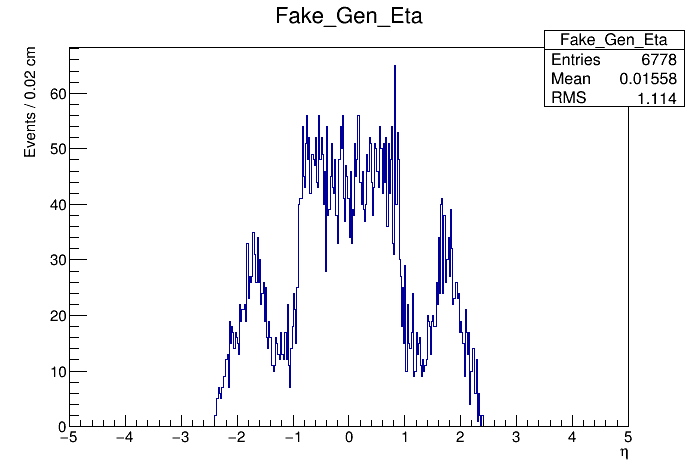 Fake_Gen_Eta
Fake_Gen_Eta
Entries 6778
Mean 0.01558
RMS 1.114
Events / 0.02 cm
60
50
40
30
20
10
0
−5 −4 −3 −2 −1 0 1 2 3 4 5
η